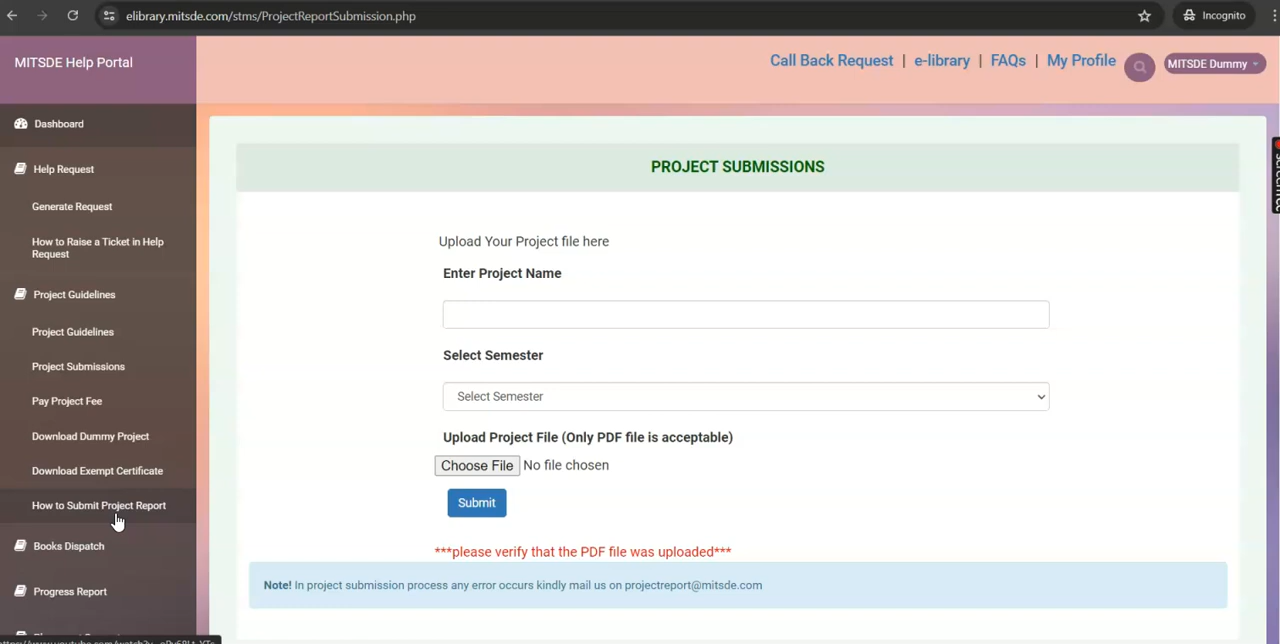 elibrary.mitsde.com/stms/ProjectReportSubmission.php
Incognito
MITSDE Help Portal
Call Back Request | e-library | FAQs | My Profile
MITSDE Dummy
Dashboard
Help Request
Generate Request
How to Raise a Ticket in Help
Request
Project Guidelines
Project Guidelines
Project Submissions
Pay Project Fee
Download Dummy Project
Download Exempt Certificate
How to Submit Project Report
Books Dispatch
Progress Report
PROJECT SUBMISSIONS
Upload Your Project file here
Enter Project Name
Select Semester
Select Semester
Upload Project File (Only PDF file is acceptable)
Choose File No file chosen
Submit
***please verify that the PDF file was uploaded***
Note! In project submission process any error occurs kindly mail us on projectreport@mitsde.com